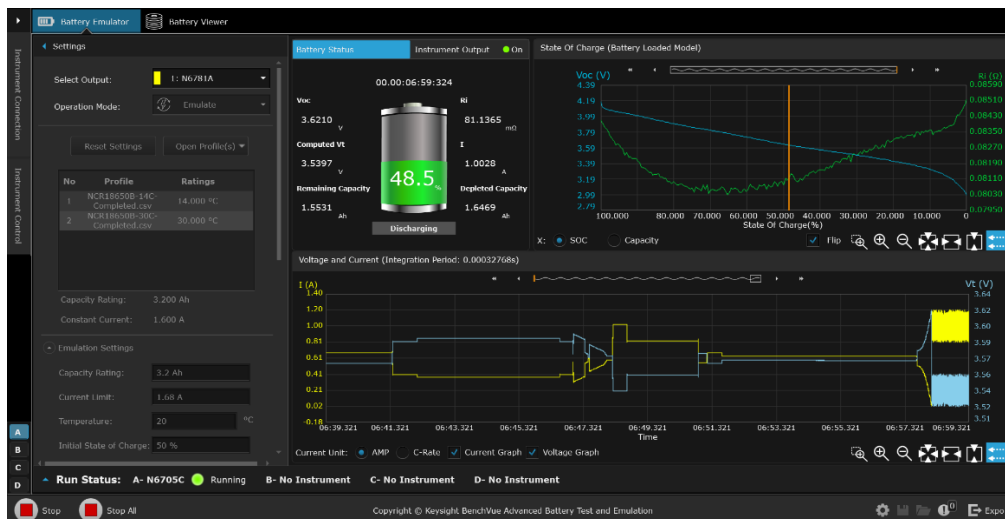 Battery Emulator
Battery Viewer
Instrument Connection
Instrument Control
A
B
C
D
Settings
Select Output:
1: N6781A
Operation Mode:
Emulate
Reset Settings
Open Profile(s)
No Profile Ratings
1 NCR18650B-14C-Completed.csv 14.000 ºC
2 NCR18650B-30C-Completed.csv 30.000 ºC
Capacity Rating: 3.200 Ah
Constant Current: 1.600 A
Emulation Settings
Capacity Rating: 3.2 Ah
Current Limit: 1.68 A
Temperature: 20 ºC
Initial State of Charge: 50 %
Battery Status
Instrument Output
On
00.00:06:59:324
Voc
3.6210 V
Ri
81.1365 mΩ
Computed Vt
3.5397 V
I
1.0028 A
48.5 %
Remaining Capacity
1.5531 Ah
Depleted Capacity
1.6469 Ah
Discharging
State Of Charge (Battery Loaded Model)
Voc (V)
Ri (Ω)
4.39
4.19
3.99
3.79
3.59
3.39
3.19
2.99
2.79
0.08590
0.08510
0.08430
0.08350
0.08270
0.08190
0.08110
0.08030
0.07950
100.000 80.000 70.000 60.000 50.000 40.000 30.000 20.000 10.000 0
State Of Charge(%)
X: SOC Capacity
Flip
Voltage and Current (Integration Period: 0.00032768s)
I (A)
Vt (V)
1.40
1.20
1.00
0.81
0.61
0.41
0.21
0.02
-0.18
3.64
3.62
3.60
3.59
3.57
3.56
3.54
3.52
3.51
06:39.321 06:41.321 06:43.321 06:45.321 06:47.321 06:49.321 06:51.321 06:53.321 06:55.321 06:57.321 06:59.321
Time
Current Unit: AMP C-Rate Current Graph Voltage Graph
Run Status: A- N6705C Running B- No Instrument C- No Instrument D- No Instrument
Stop
Stop All
Copyright © Keysight BenchVue Advanced Battery Test and Emulation
0
Expo